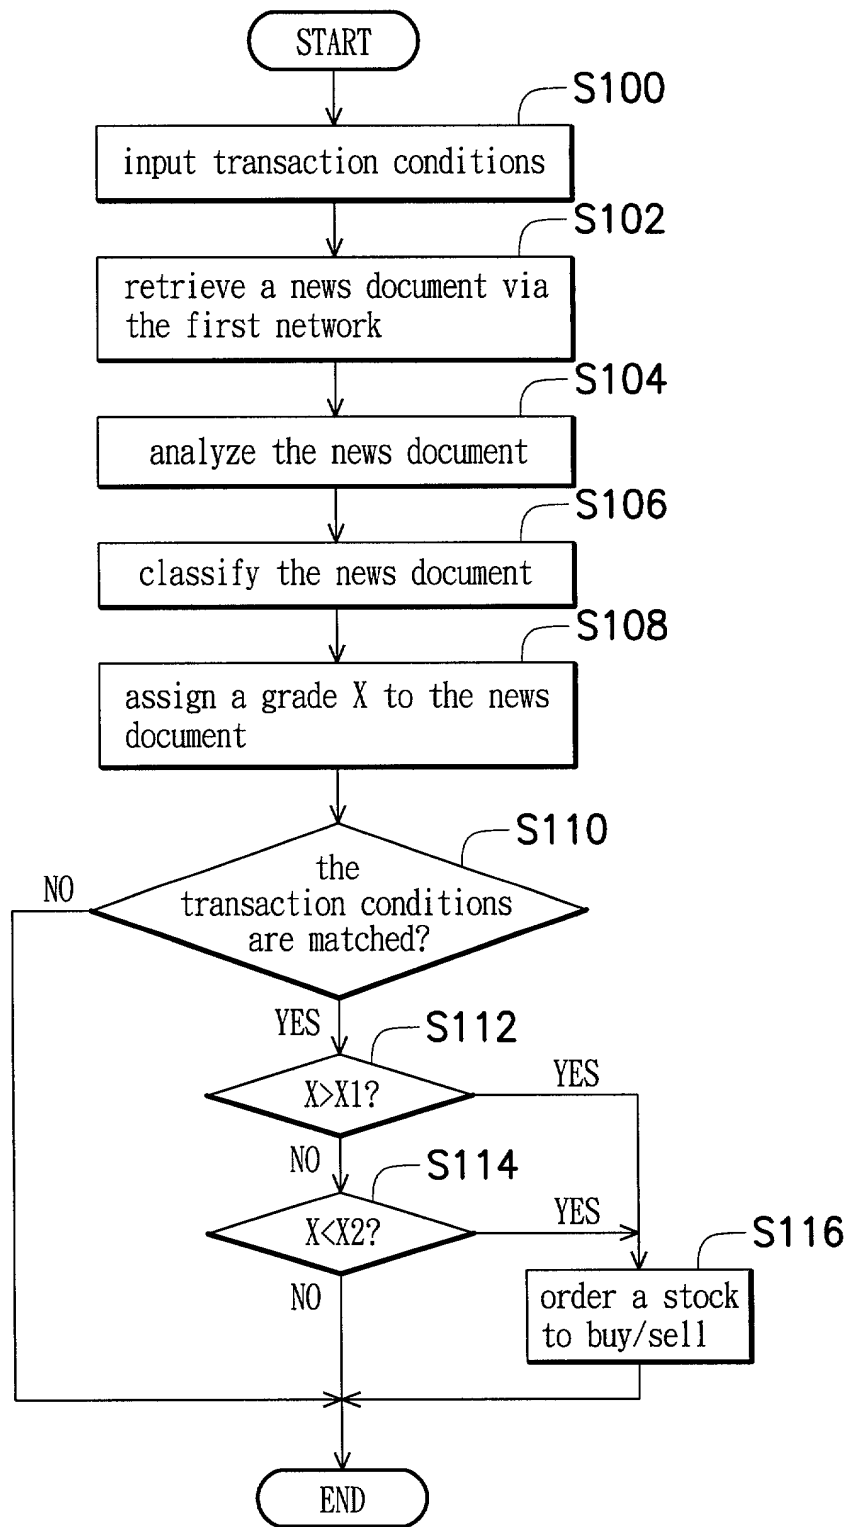 START
S100
input transaction conditions
S102
retrieve a news document via
the first network
S104
analyze the news document
S106
classify the news document
S108
assign a grade X to the news
document
S110
the
transaction conditions
are matched?
NO
YES
S112
X>X1?
YES
NO
S114
X<X2?
YES
NO
S116
order a stock
to buy/sell
END